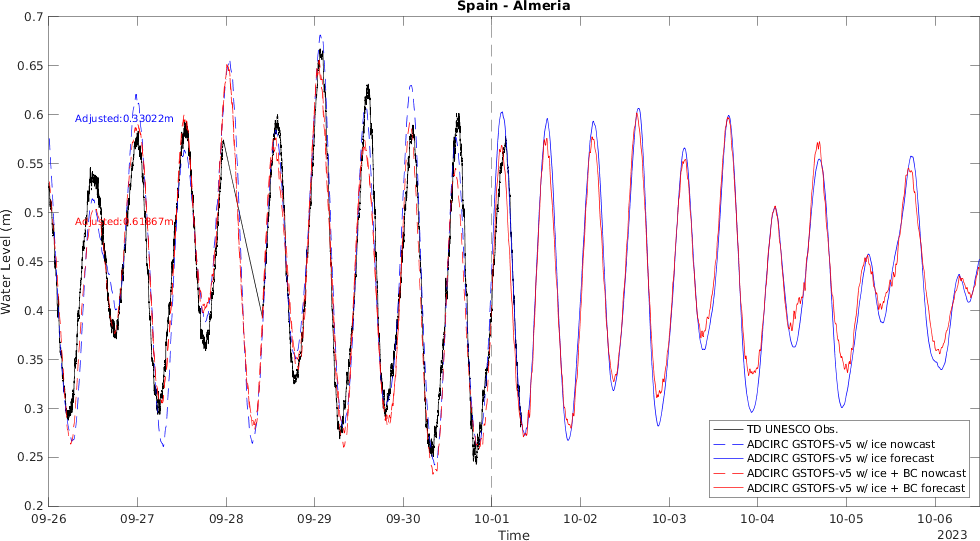 Spain - Almeria
0.7
0.65
0.6
0.55
0.5
0.45
0.4
0.35
0.3
0.25
0.2
Water Level (m)
Adjusted:0.33022m
Adjusted:0.61867m
TD UNESCO Obs.
ADCIRC GSTOFS-v5 w/ ice nowcast
ADCIRC GSTOFS-v5 w/ ice forecast
ADCIRC GSTOFS-v5 w/ ice + BC nowcast
ADCIRC GSTOFS-v5 w/ ice + BC forecast
09-26 09-27 09-28 09-29 09-30 10-01 10-02 10-03 10-04 10-05 10-06
Time
2023